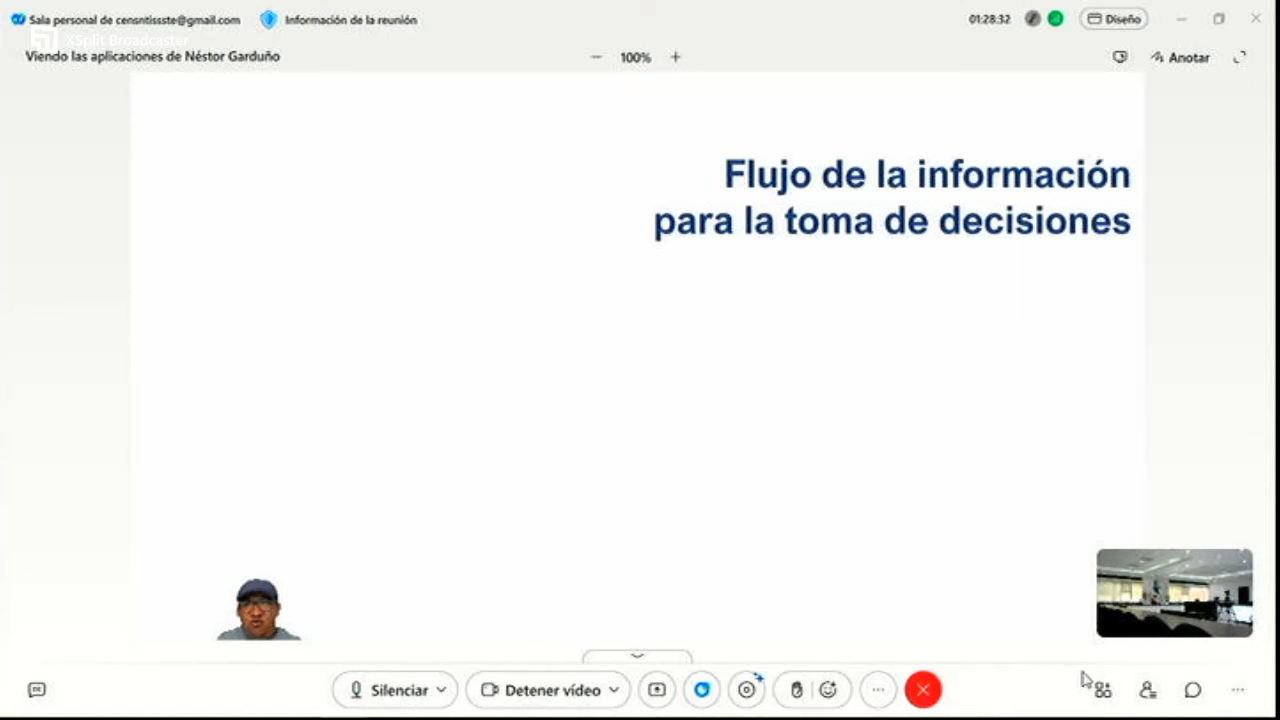 Sala personal de censntissste@gmail.com
Información de la reunión
01:28:32
Diseño
XSplit Broadcaster
Viendo las aplicaciones de Néstor Garduño
100%
Anotar
Flujo de la información
para la toma de decisiones
Silenciar
Detener vídeo